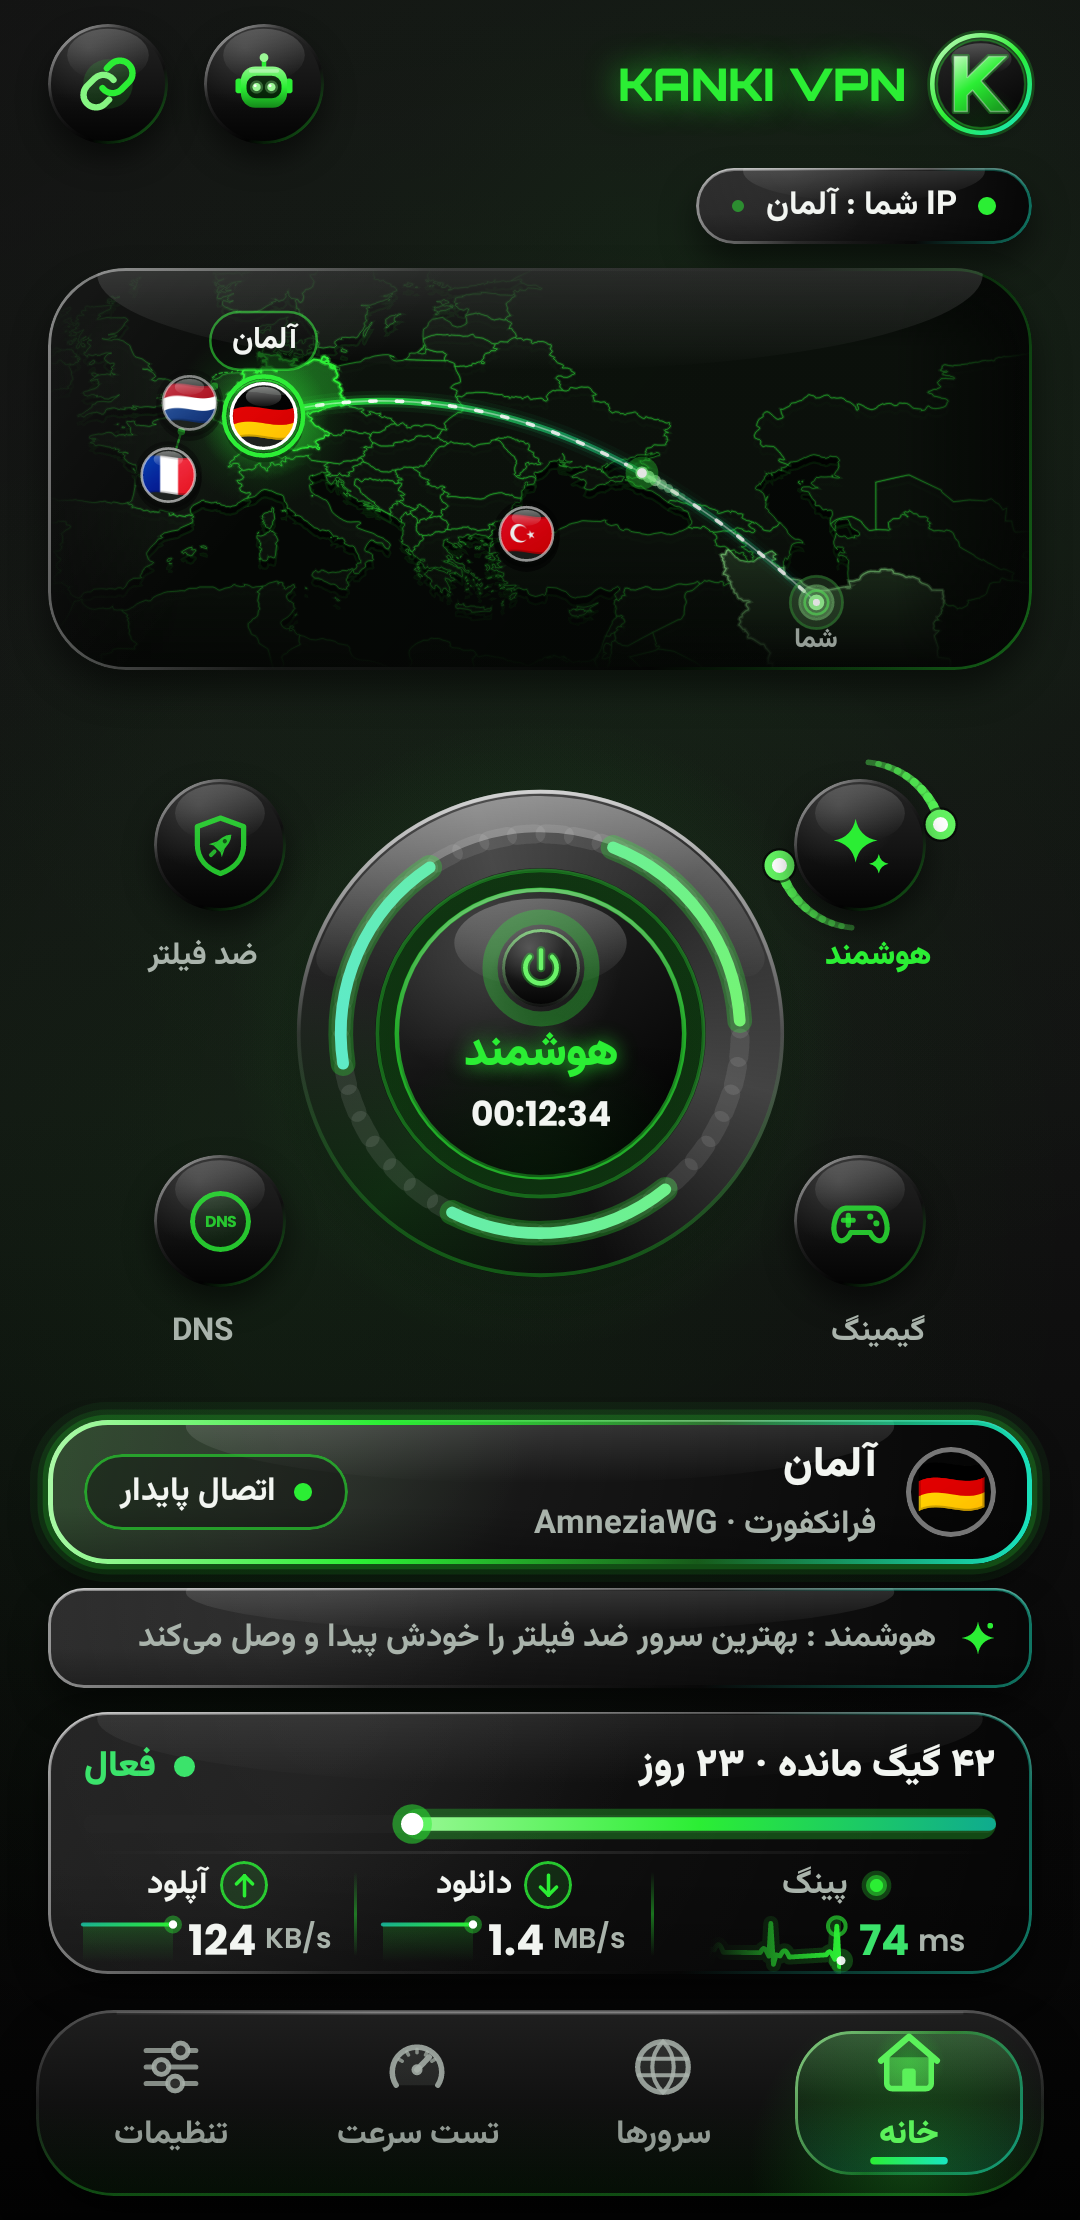 KANKI VPN K
IP شما : آلمان
آلمان
شما
هوشمند
ضد فیلتر
هوشمند
00:12:34
گیمینگ
DNS
DNS
آلمان
فرانکفورت · AmneziaWG
اتصال پایدار
هوشمند : بهترین سرور ضد فیلتر را خودش پیدا و وصل می‌کند
۴۲ گیگ مانده · ۲۳ روز
فعال
پینگ
74 ms
دانلود
1.4 MB/s
آپلود
124 KB/s
خانه
سرورها
تست سرعت
تنظیمات